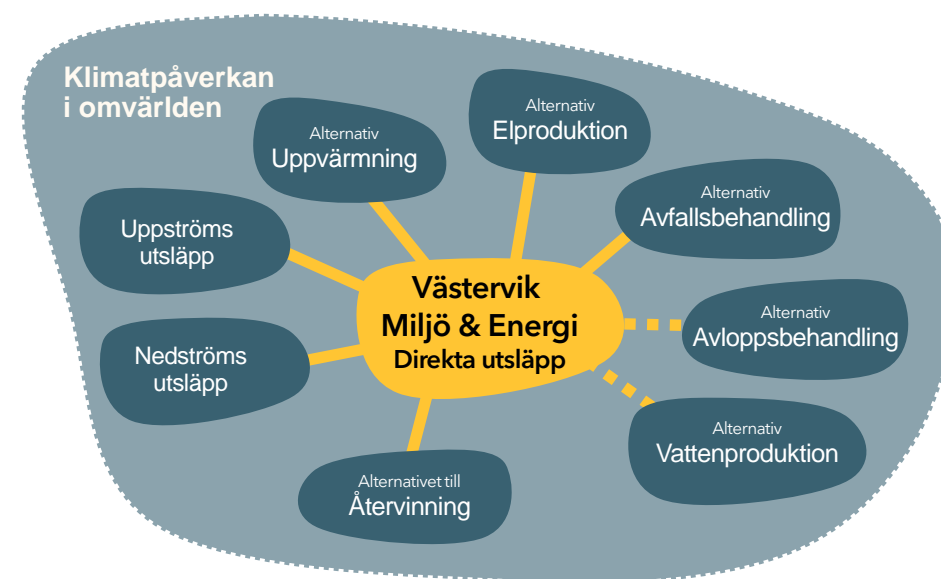 Klimatpåverkan
i omvärlden
Alternativ
Uppvärmning
Alternativ
Elproduktion
Alternativ
Avfallsbehandling
Uppströms
utsläpp
Västervik
Miljö & Energi
Direkta utsläpp
Alternativ
Avloppsbehandling
Nedströms
utsläpp
Alternativ
Vattenproduktion
Alternativet till
Återvinning